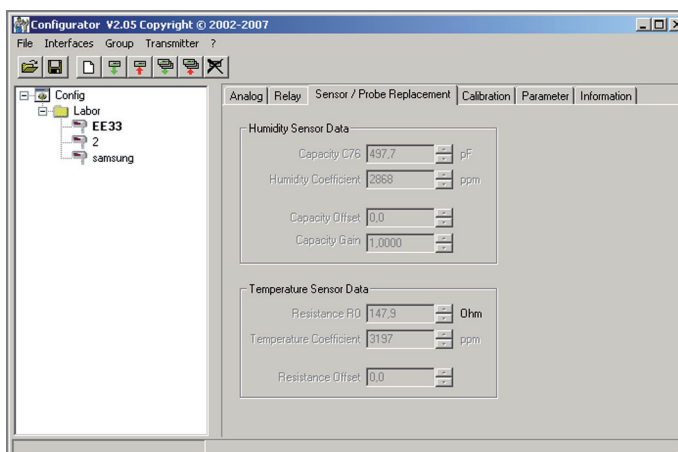 Configurator V2.05 Copyright © 2002-2007
File Interfaces Group Transmitter ?
Config
Labor
EE33
2
samsung
Analog Relay Sensor / Probe Replacement Calibration Parameter Information
Humidity Sensor Data
Capacity C76 497,7 pF
Humidity Coefficient 2868 ppm
Capacity Offset 0,0
Capacity Gain 1,0000
Temperature Sensor Data
Resistance R0 147,9 Ohm
Temperature Coefficient 3197 ppm
Resistance Offset 0,0